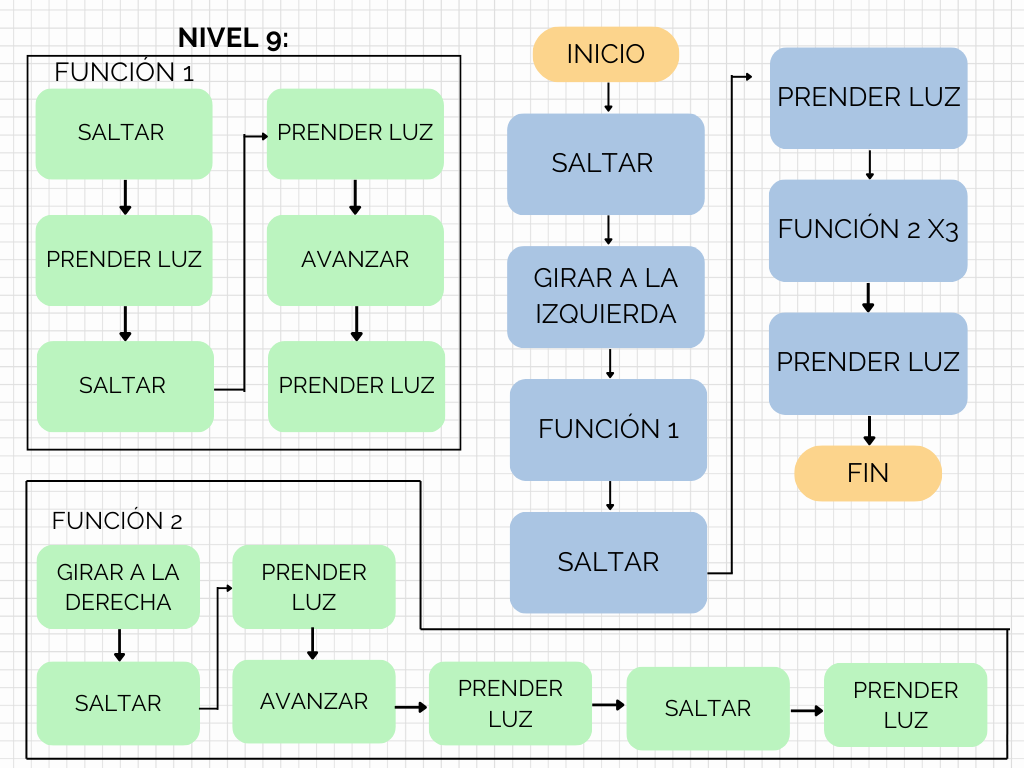 NIVEL 9:
FUNCIÓN 1
SALTAR
PRENDER LUZ
SALTAR
PRENDER LUZ
AVANZAR
PRENDER LUZ
INICIO
SALTAR
GIRAR A LA
IZQUIERDA
FUNCIÓN 1
SALTAR
PRENDER LUZ
FUNCIÓN 2 X3
PRENDER LUZ
FIN
FUNCIÓN 2
GIRAR A LA
DERECHA
SALTAR
PRENDER
LUZ
AVANZAR
PRENDER
LUZ
SALTAR
PRENDER
LUZ